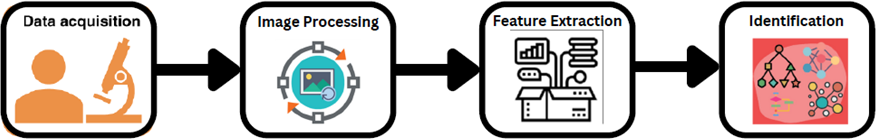 Data acquisition
Image Processing
Feature Extraction
Identification